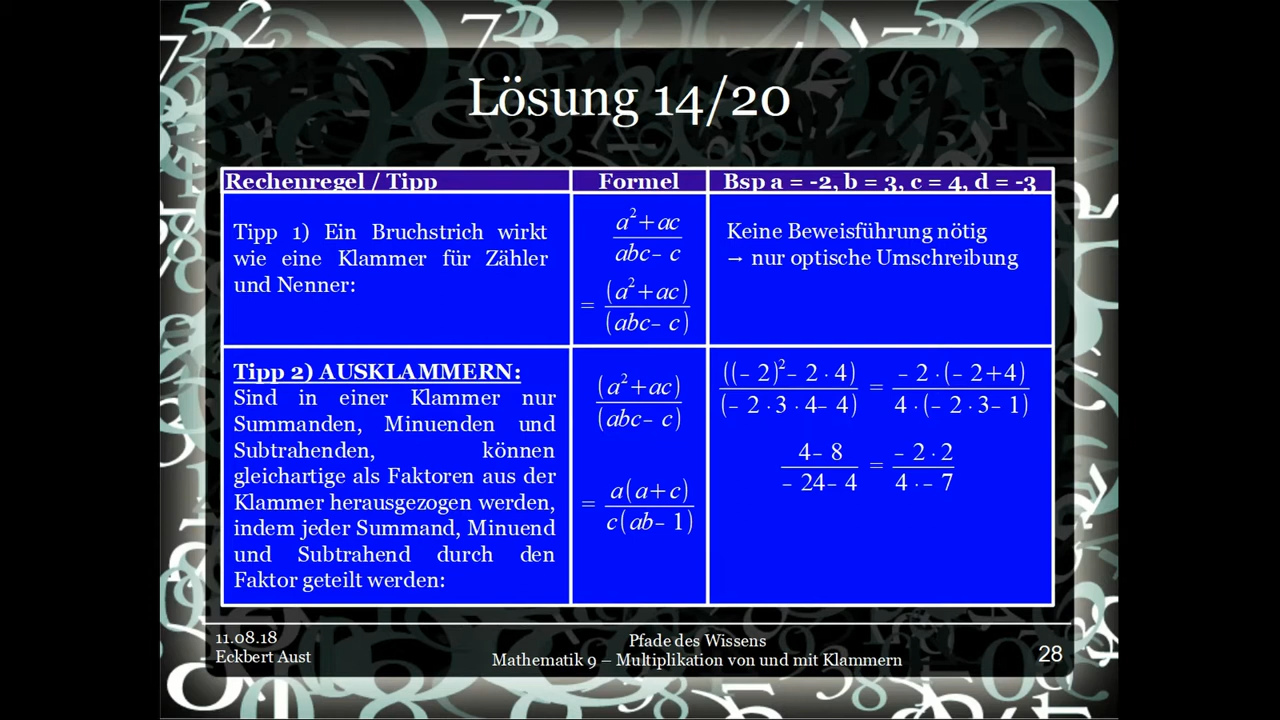 Lösung 14/20
Rechenregel / Tipp
Formel
Bsp a = -2, b = 3, c = 4, d = -3
Tipp 1) Ein Bruchstrich wirkt
wie eine Klammer für Zähler
und Nenner:
a²+ac
abc– c
= (a²+ac)
(abc– c)
Keine Beweisführung nötig
→ nur optische Umschreibung
Tipp 2) AUSKLAMMERN:
Sind in einer Klammer nur
Summanden, Minuenden und
Subtrahenden, können
gleichartige als Faktoren aus der
Klammer herausgezogen werden,
indem jeder Summand, Minuend
und Subtrahend durch den
Faktor geteilt werden:
(a²+ac)
(abc– c)
= a(a+c)
c(ab– 1)
((– 2)²– 2 · 4) = – 2 · (– 2+4)
(– 2 · 3 · 4– 4) 4 · (– 2 · 3– 1)
4– 8 = – 2 · 2
– 24– 4 4 · – 7
11.08.18
Eckbert Aust
Pfade des Wissens
Mathematik 9 – Multiplikation von und mit Klammern
28